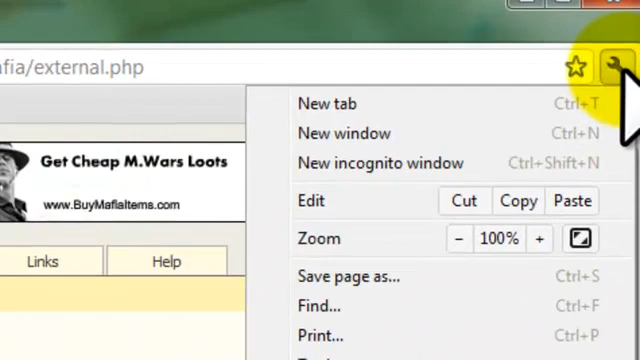 fia/external.php
New tab Ctrl+T
New window Ctrl+N
Get Cheap M.Wars Loots
New incognito window Ctrl+Shift+N
www.BuyMafiaItems.com
Edit Cut Copy Paste
Zoom − 100% +
Links Help
Save page as... Ctrl+S
Find... Ctrl+F
Print... Ctrl+P